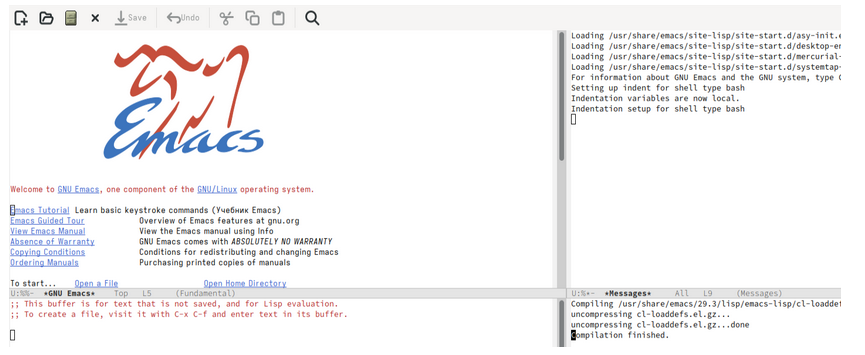 Save
Undo
Emacs
Welcome to GNU Emacs, one component of the GNU/Linux operating system.
Emacs Tutorial Learn basic keystroke commands (Учебник Emacs)
Emacs Guided Tour Overview of Emacs features at gnu.org
View Emacs Manual View the Emacs manual using Info
Absence of Warranty GNU Emacs comes with ABSOLUTELY NO WARRANTY
Copying Conditions Conditions for redistributing and changing Emacs
Ordering Manuals Purchasing printed copies of manuals
To start... Open a File Open Home Directory
U:%%- *GNU Emacs* Top L5 (Fundamental)
;; This buffer is for text that is not saved, and for Lisp evaluation.
;; To create a file, visit it with C-x C-f and enter text in its buffer.
Loading /usr/share/emacs/site-lisp/site-start.d/asy-init.e
Loading /usr/share/emacs/site-lisp/site-start.d/desktop-en
Loading /usr/share/emacs/site-lisp/site-start.d/mercurial-
Loading /usr/share/emacs/site-lisp/site-start.d/systemtap-
For information about GNU Emacs and the GNU system, type C
Setting up indent for shell type bash
Indentation variables are now local.
Indentation setup for shell type bash
U:%*- *Messages* All L9 (Messages)
Compiling /usr/share/emacs/29.3/lisp/emacs-lisp/cl-loaddef
uncompressing cl-loaddefs.el.gz...
uncompressing cl-loaddefs.el.gz...done
Compilation finished.